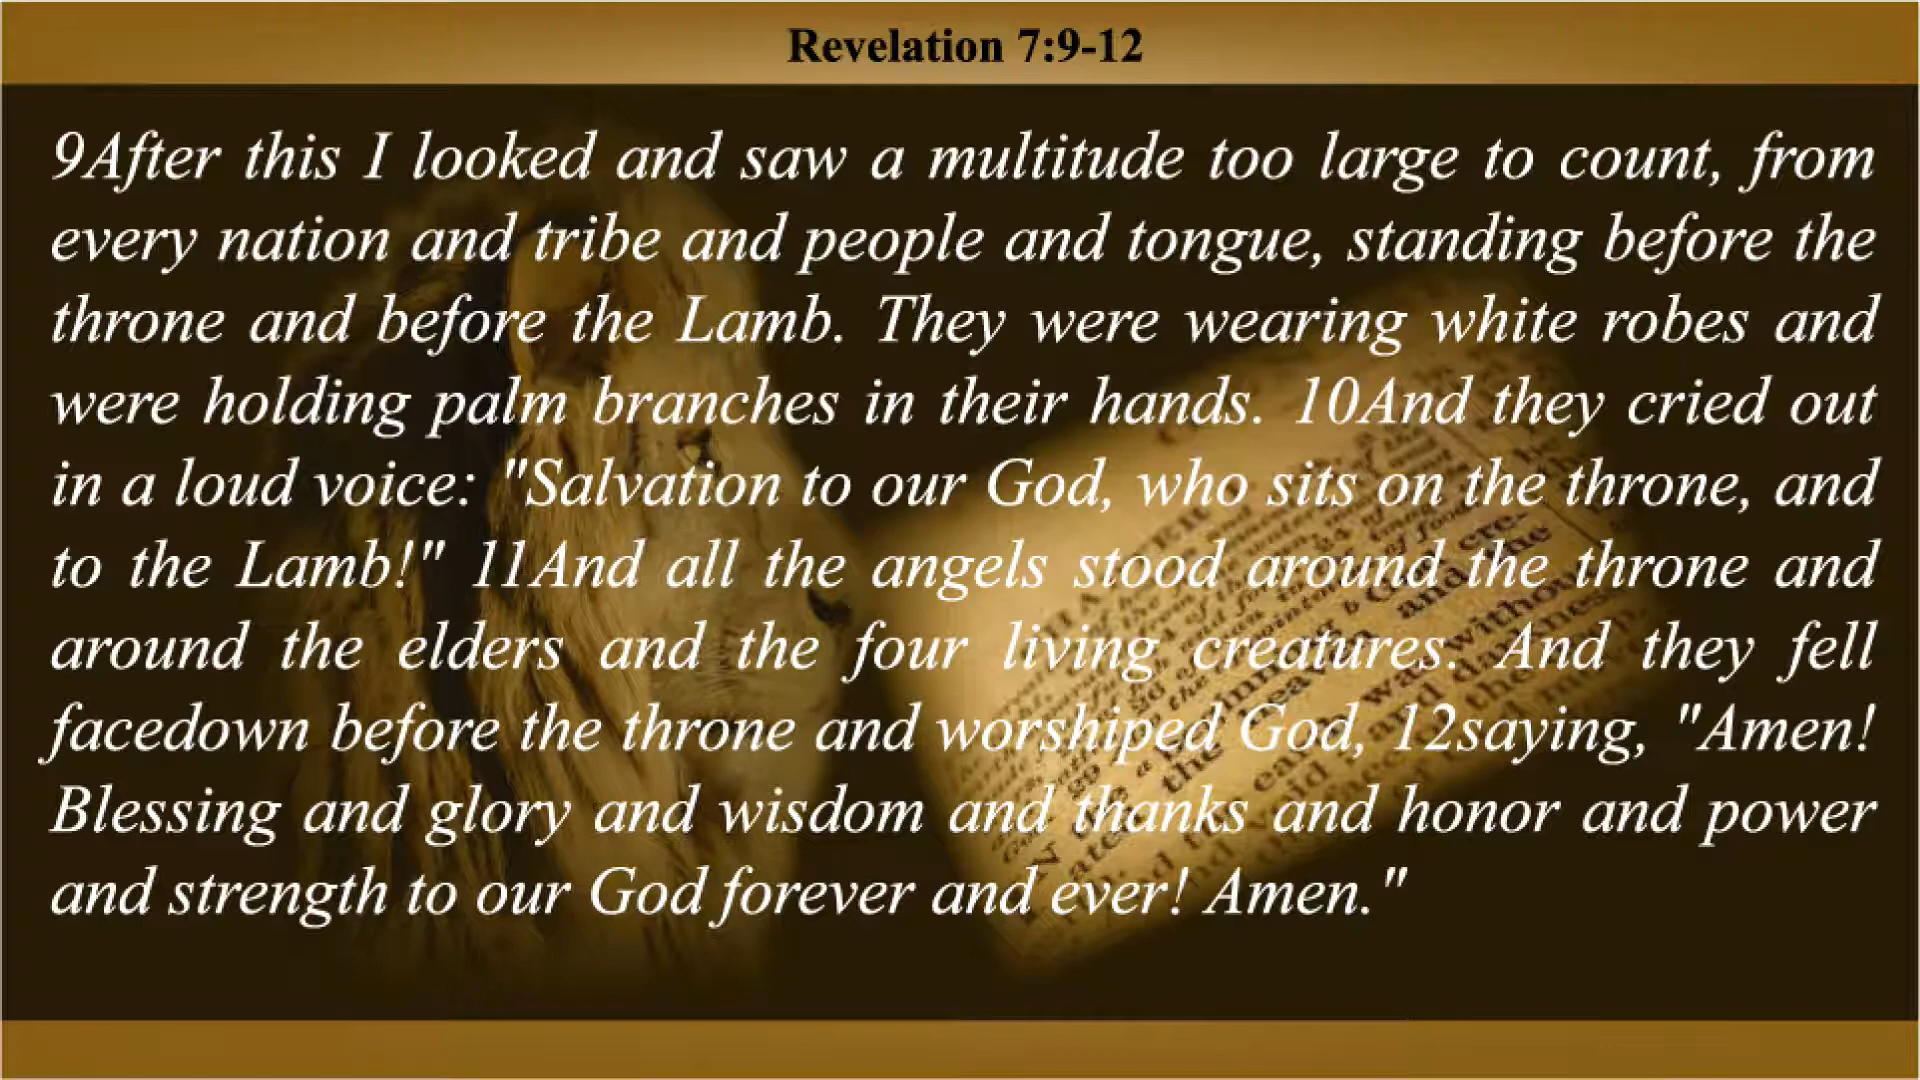 Revelation 7:9-12
9After this I looked and saw a multitude too large to count, from
every nation and tribe and people and tongue, standing before the
throne and before the Lamb. They were wearing white robes and
were holding palm branches in their hands. 10And they cried out
in a loud voice: "Salvation to our God, who sits on the throne, and
to the Lamb!" 11And all the angels stood around the throne and
around the elders and the four living creatures. And they fell
facedown before the throne and worshiped God, 12saying, "Amen!
Blessing and glory and wisdom and thanks and honor and power
and strength to our God forever and ever! Amen."